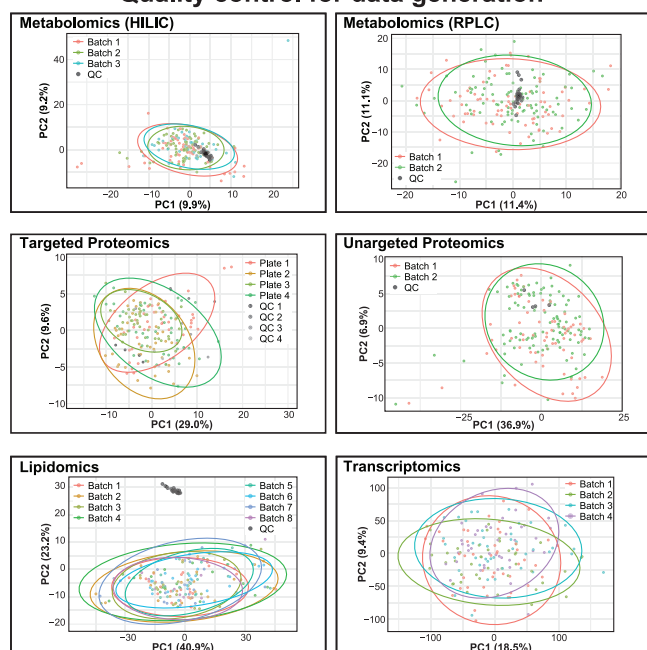 Quality control for data generation
Metabolomics (HILIC)
Batch 1
Batch 2
Batch 3
QC
PC2 (9.2%)
40
20
0
−20
−10
0
10
20
PC1 (9.9%)
Metabolomics (RPLC)
PC2 (11.1%)
20
10
0
−10
−20
Batch 1
Batch 2
QC
−20
−10
0
10
20
PC1 (11.4%)
Targeted Proteomics
PC2 (9.6%)
10
5
0
−5
−10
Plate 1
Plate 2
Plate 3
Plate 4
QC 1
QC 2
QC 3
QC 4
−10
0
10
20
30
PC1 (29.0%)
Unargeted Proteomics
Batch 1
Batch 2
QC
PC2 (6.9%)
10
5
0
−5
−10
−25
0
25
PC1 (36.9%)
Lipidomics
Batch 1
Batch 2
Batch 3
Batch 4
Batch 5
Batch 6
Batch 7
Batch 8
QC
PC2 (23.2%)
30
20
10
0
−10
−20
−30
0
30
PC1 (40.9%)
Transcriptomics
Batch 1
Batch 2
Batch 3
Batch 4
PC2 (9.4%)
100
50
0
−50
−100
−100
0
100
PC1 (18.5%)